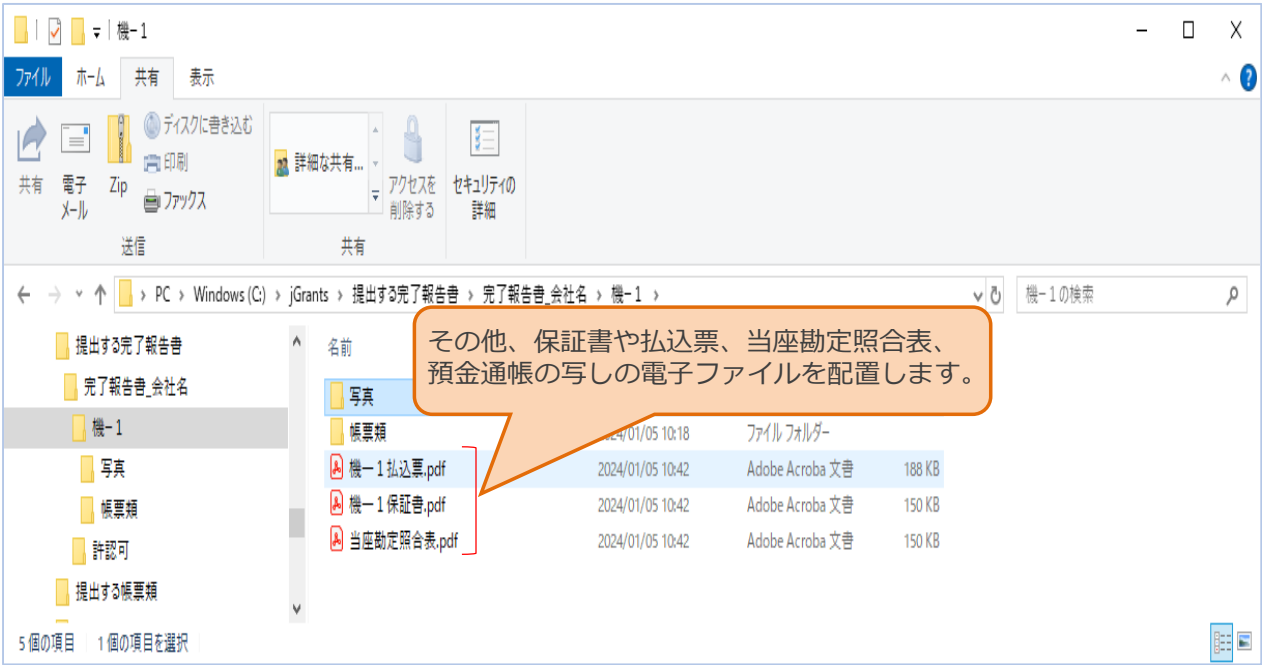 機-1
ファイル ホーム 共有 表示
共有
電子
メール
Zip
ディスクに書き込む
印刷
ファックス
送信
詳細な共有...
アクセスを
削除する
共有
セキュリティの
詳細
PC › Windows (C:) › jGrants › 提出する完了報告書 › 完了報告書_会社名 › 機-1 ›
機-1の検索
提出する完了報告書
完了報告書_会社名
機-1
写真
帳票類
許認可
提出する帳票類
名前
その他、保証書や払込票、当座勘定照合表、
預金通帳の写しの電子ファイルを配置します。
写真
帳票類 2024/01/05 10:18 ファイル フォルダー
機ー1払込票.pdf 2024/01/05 10:42 Adobe Acroba 文書 188 KB
機ー1保証書.pdf 2024/01/05 10:42 Adobe Acroba 文書 150 KB
当座勘定照合表.pdf 2024/01/05 10:42 Adobe Acroba 文書 150 KB
5個の項目 1個の項目を選択